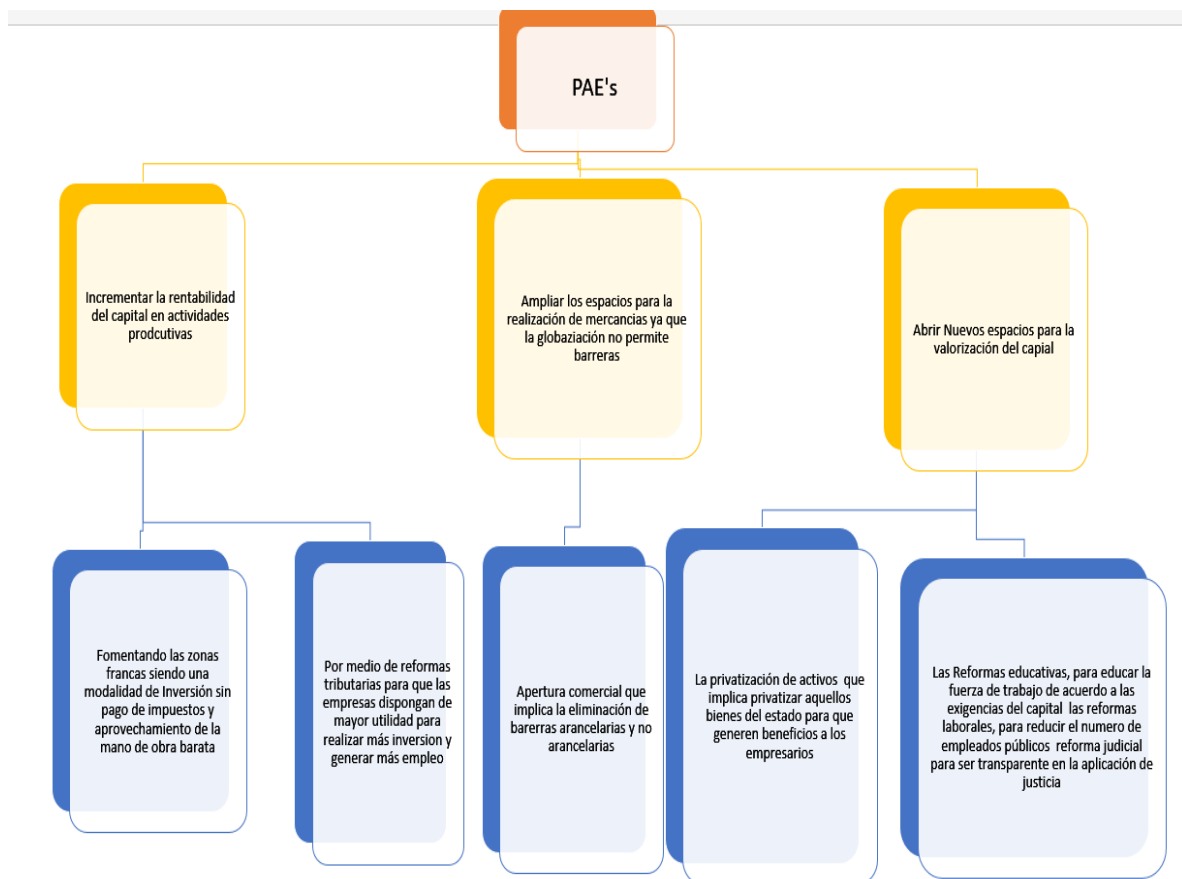 PAE's
Incrementar la rentabilidad
del capital en actividades
prodcutivas
Ampliar los espacios para la
realización de mercancias ya que
la globaziación no permite
barreras
Abrir Nuevos espacios para la
valorización del capial
Fomentando las zonas
francas siendo una
modalidad de Inversión sin
pago de impuestos y
aprovechamiento de la
mano de obra barata
Por medio de reformas
tributarias para que las
empresas dispongan de
mayor utilidad para
realizar más inversion y
generar más empleo
Apertura comercial que
implica la eliminación de
barerras arancelarias y no
arancelarias
La privatización de activos que
implica privatizar aquellos
bienes del estado para que
generen beneficios a los
empresarios
Las Reformas educativas, para educar la
fuerza de trabajo de acuerdo a las
exigencias del capital las reformas
laborales, para reducir el numero de
empleados públicos reforma judicial
para ser transparente en la aplicación de
justicia